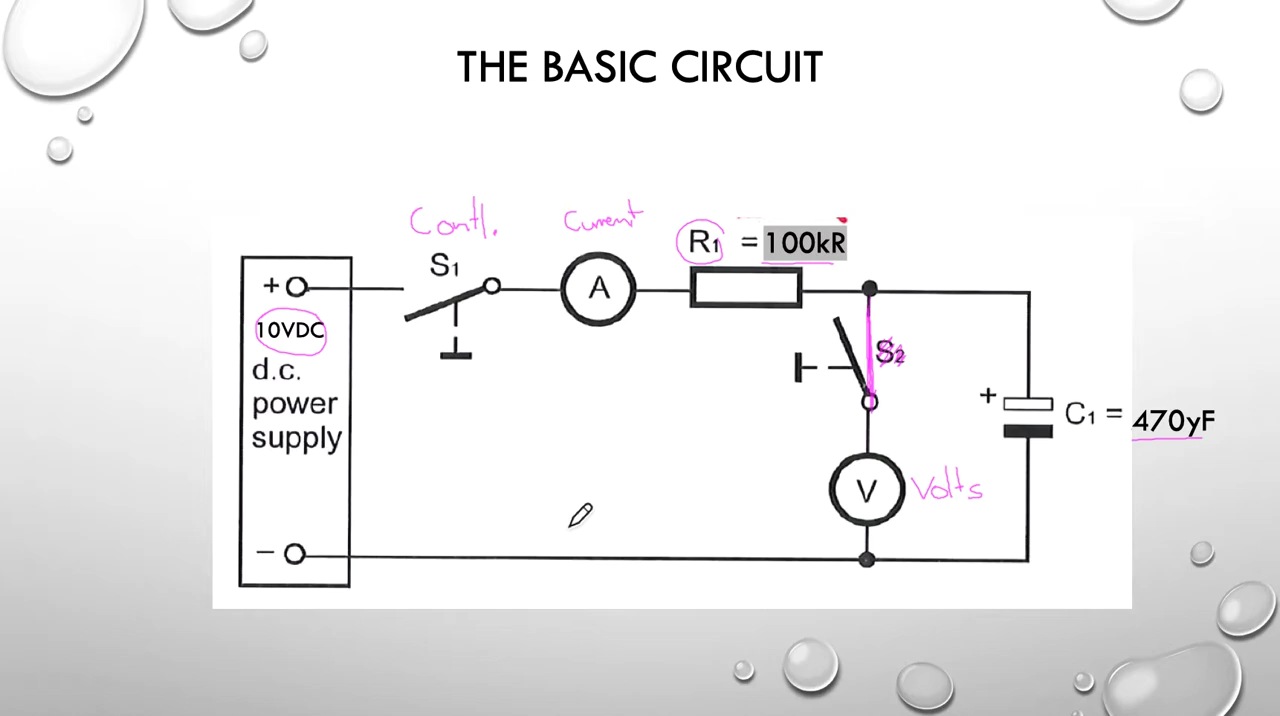 THE BASIC CIRCUIT
Contl.
Current
S1
A
R1 = 100kR
+
10VDC
d.c.
power
supply
S2
+
C1 = 470yF
V
Volts
−